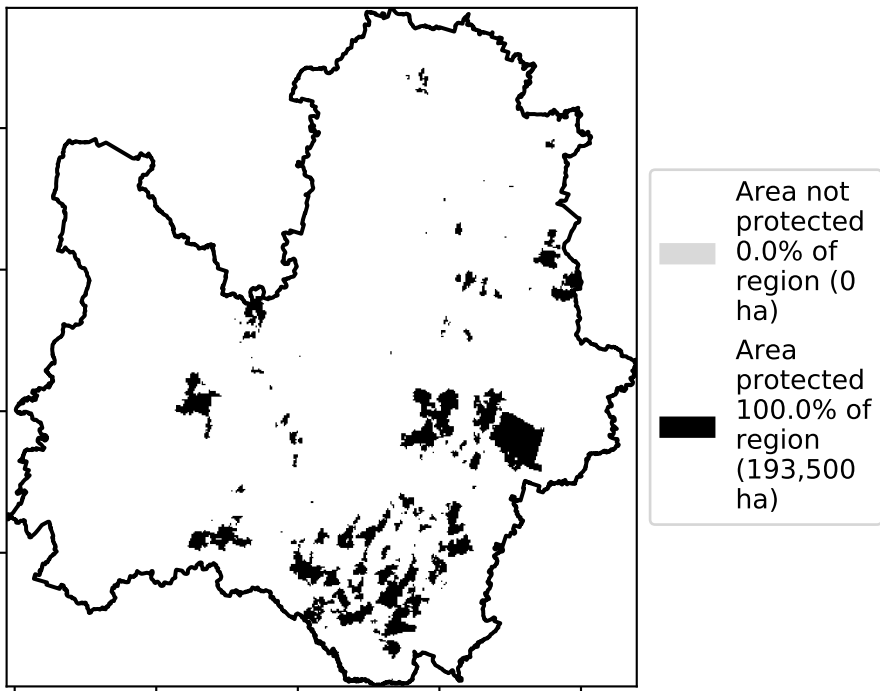 Area not
protected
0.0% of
region (0
ha)
Area
protected
100.0% of
region
(193,500
ha)